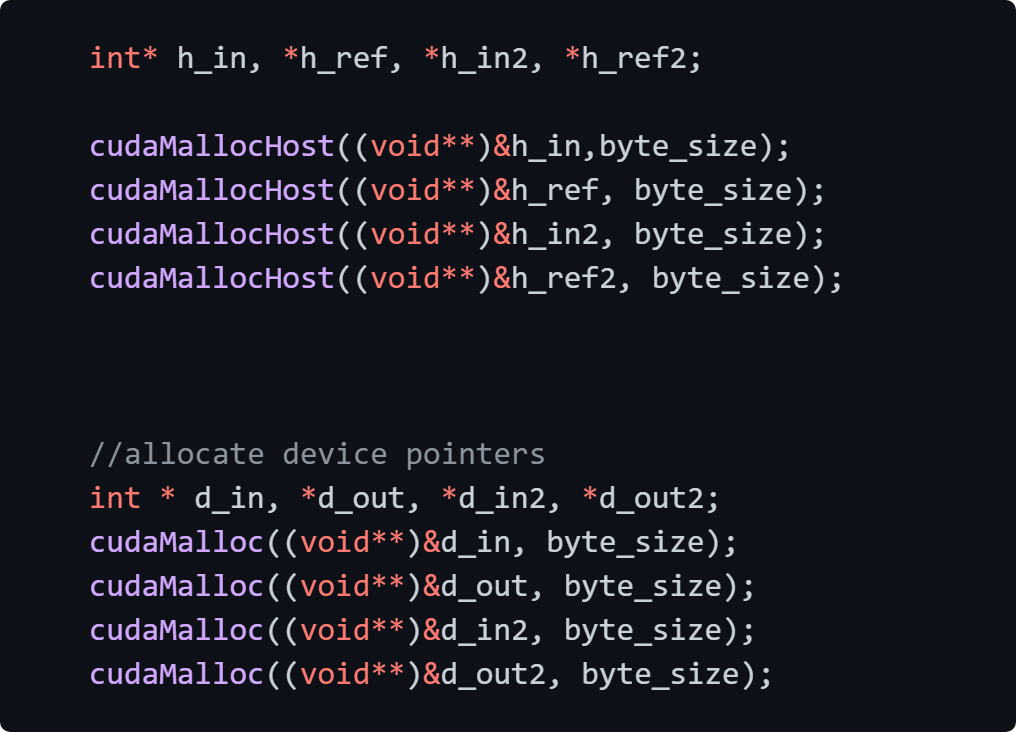 int* h_in, *h_ref, *h_in2, *h_ref2;
cudaMallocHost((void**)&h_in,byte_size);
cudaMallocHost((void**)&h_ref, byte_size);
cudaMallocHost((void**)&h_in2, byte_size);
cudaMallocHost((void**)&h_ref2, byte_size);
//allocate device pointers
int * d_in, *d_out, *d_in2, *d_out2;
cudaMalloc((void**)&d_in, byte_size);
cudaMalloc((void**)&d_out, byte_size);
cudaMalloc((void**)&d_in2, byte_size);
cudaMalloc((void**)&d_out2, byte_size);